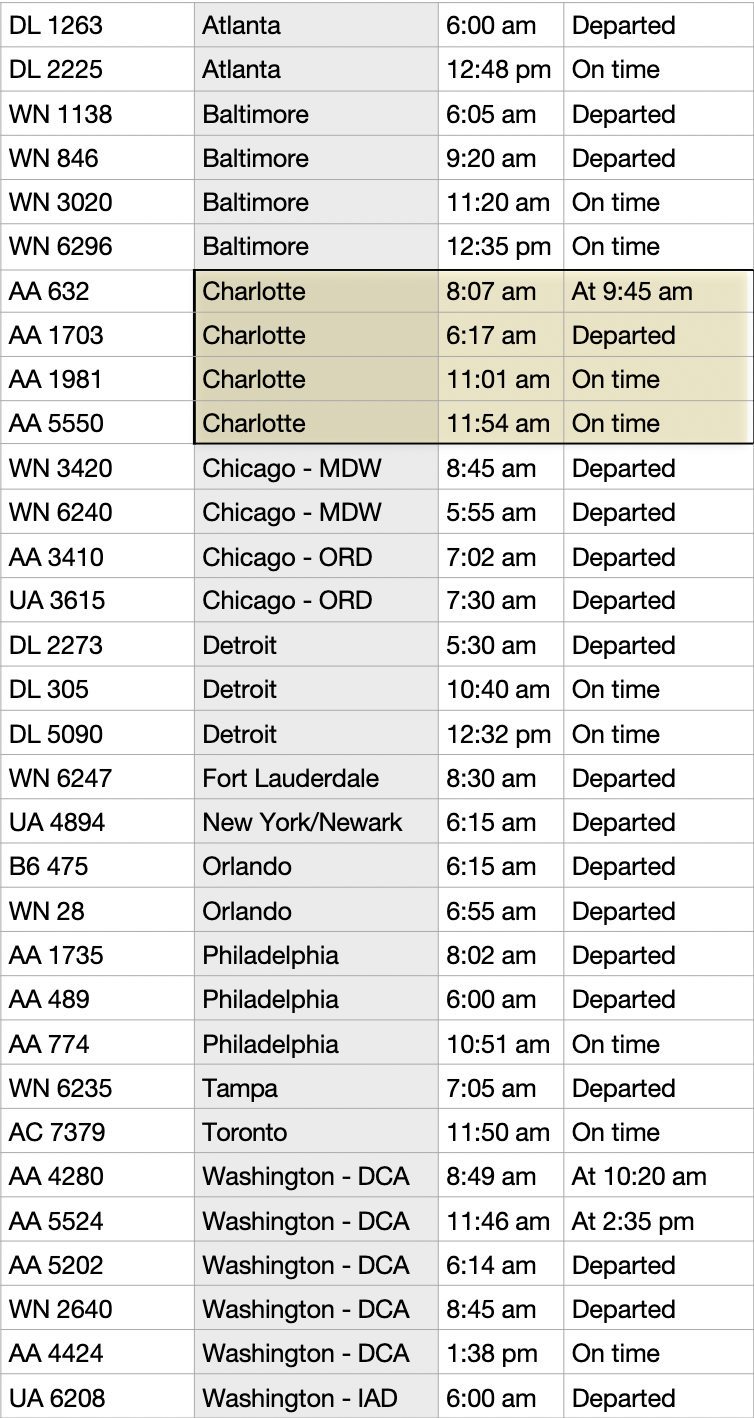 DL 1263 Atlanta 6:00 am Departed
DL 2225 Atlanta 12:48 pm On time
WN 1138 Baltimore 6:05 am Departed
WN 846 Baltimore 9:20 am Departed
WN 3020 Baltimore 11:20 am On time
WN 6296 Baltimore 12:35 pm On time
AA 632 Charlotte 8:07 am At 9:45 am
AA 1703 Charlotte 6:17 am Departed
AA 1981 Charlotte 11:01 am On time
AA 5550 Charlotte 11:54 am On time
WN 3420 Chicago - MDW 8:45 am Departed
WN 6240 Chicago - MDW 5:55 am Departed
AA 3410 Chicago - ORD 7:02 am Departed
UA 3615 Chicago - ORD 7:30 am Departed
DL 2273 Detroit 5:30 am Departed
DL 305 Detroit 10:40 am On time
DL 5090 Detroit 12:32 pm On time
WN 6247 Fort Lauderdale 8:30 am Departed
UA 4894 New York/Newark 6:15 am Departed
B6 475 Orlando 6:15 am Departed
WN 28 Orlando 6:55 am Departed
AA 1735 Philadelphia 8:02 am Departed
AA 489 Philadelphia 6:00 am Departed
AA 774 Philadelphia 10:51 am On time
WN 6235 Tampa 7:05 am Departed
AC 7379 Toronto 11:50 am On time
AA 4280 Washington - DCA 8:49 am At 10:20 am
AA 5524 Washington - DCA 11:46 am At 2:35 pm
AA 5202 Washington - DCA 6:14 am Departed
WN 2640 Washington - DCA 8:45 am Departed
AA 4424 Washington - DCA 1:38 pm On time
UA 6208 Washington - IAD 6:00 am Departed